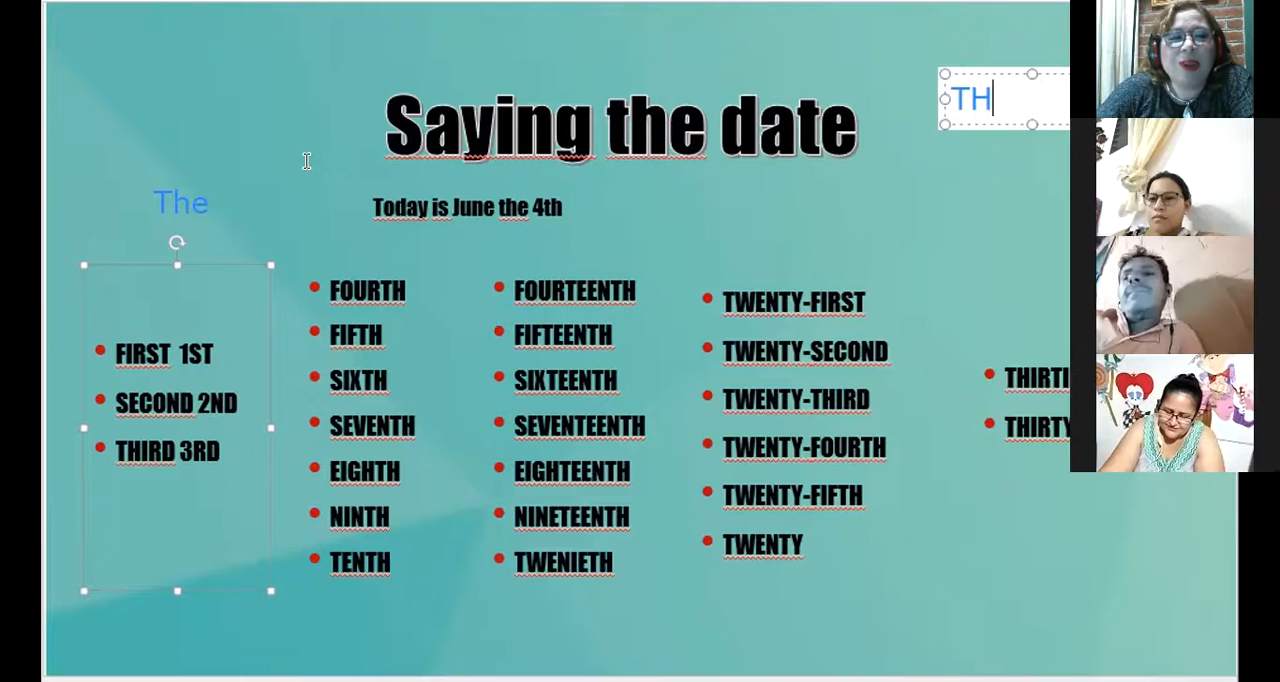 TH
Saying the date
The
Today is June the 4th
FIRST 1ST
SECOND 2ND
THIRD 3RD
FOURTH
FIFTH
SIXTH
SEVENTH
EIGHTH
NINTH
TENTH
FOURTEENTH
FIFTEENTH
SIXTEENTH
SEVENTEENTH
EIGHTEENTH
NINETEENTH
TWENIETH
TWENTY-FIRST
TWENTY-SECOND
TWENTY-THIRD
TWENTY-FOURTH
TWENTY-FIFTH
TWENTY
THIRTY